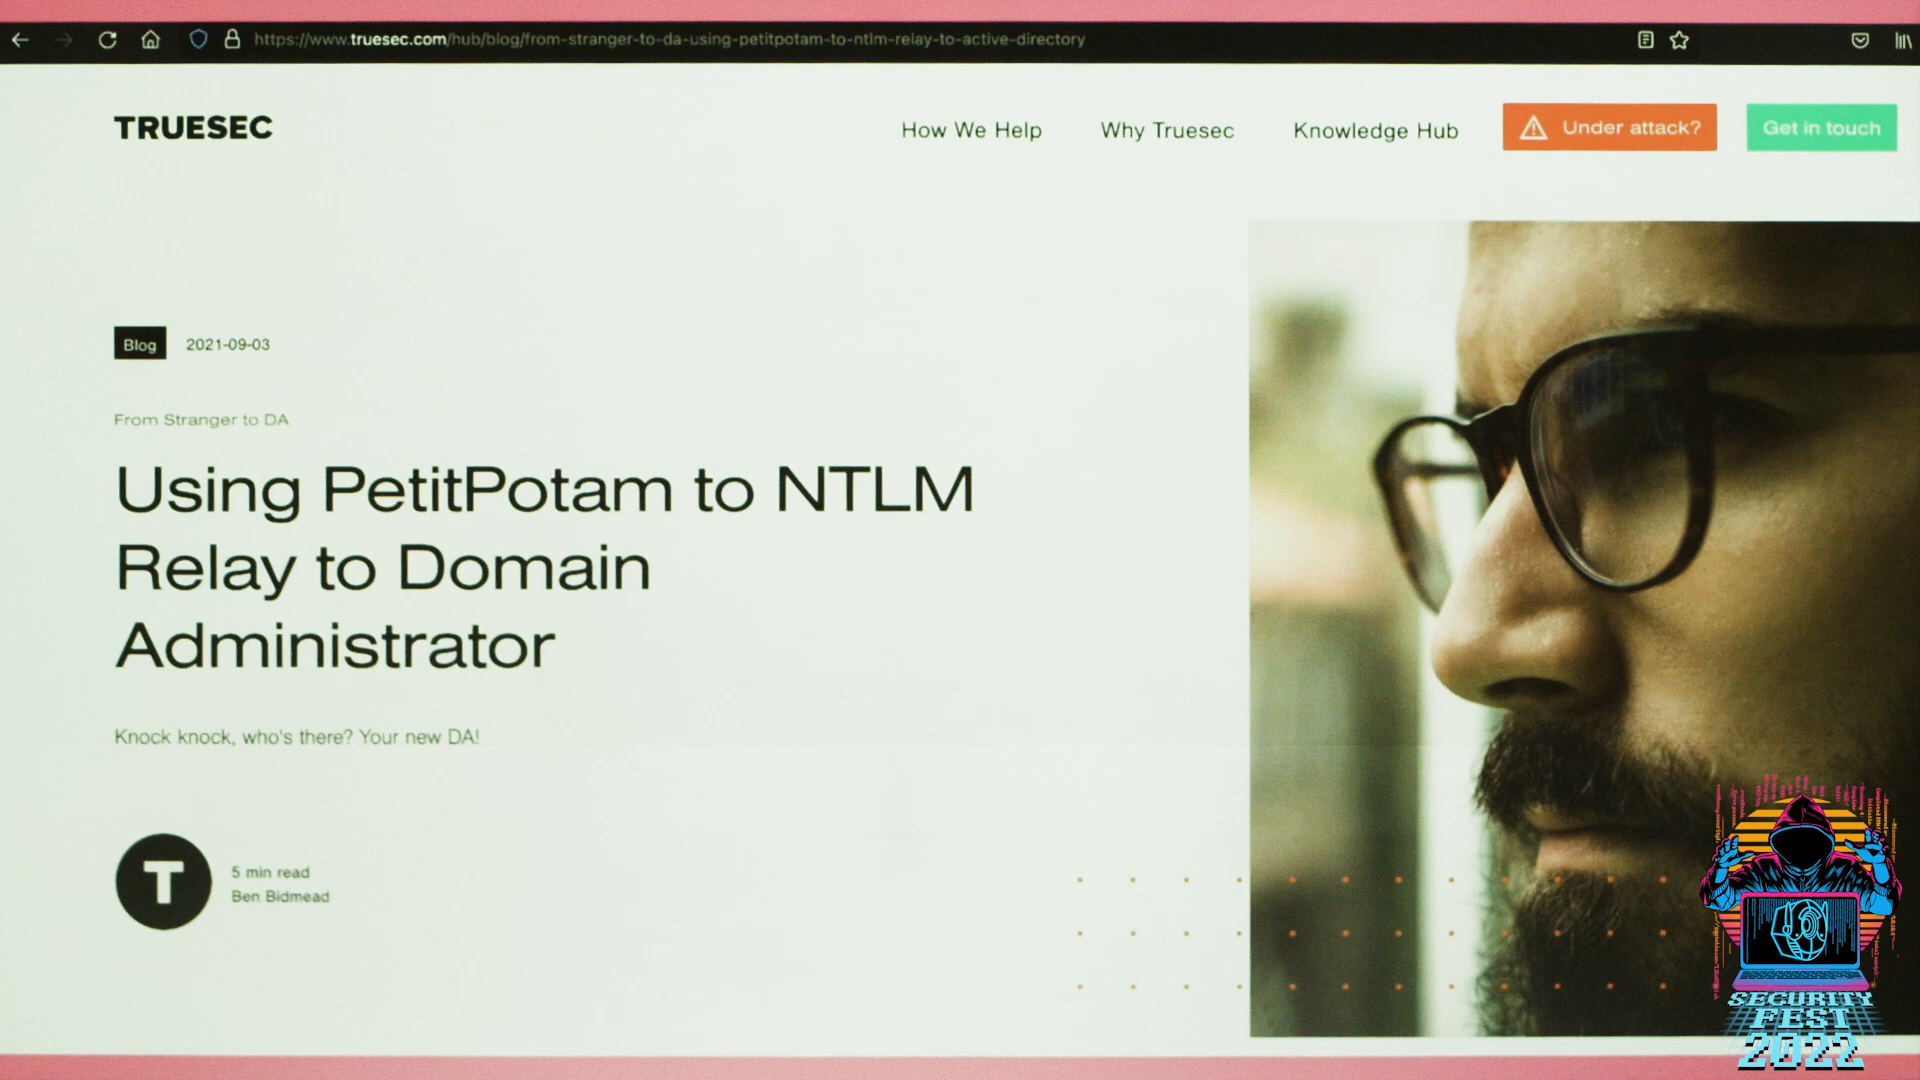 https://www.truesec.com/hub/blog/from-stranger-to-da-using-petitpotam-to-ntlm-relay-to-active-directory
TRUESEC
How We Help
Why Truesec
Knowledge Hub
Under attack?
Get in touch
Blog
2021-09-03
From Stranger to DA
Using PetitPotam to NTLM
Relay to Domain
Administrator
Knock knock, who's there? Your new DA!
T
5 min read
Ben Bidmead
SECURITY
FEST
2022